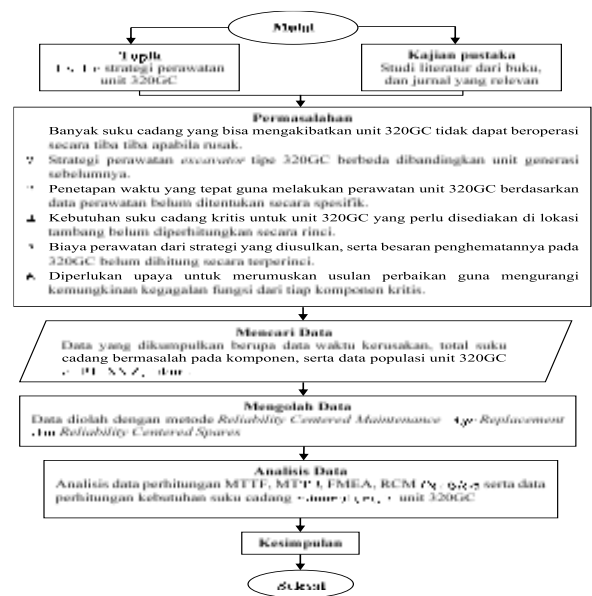 Mulai
Topik
strategi perawatan
unit 320GC
Kajian pustaka
Studi literatur dari buku,
dan jurnal yang relevan
Permasalahan
Banyak suku cadang yang bisa mengakibatkan unit 320GC tidak dapat beroperasi
secara tiba tiba apabila rusak.
Strategi perawatan excavator tipe 320GC berbeda dibandingkan unit generasi
sebelumnya.
Penetapan waktu yang tepat guna melakukan perawatan unit 320GC berdasarkan
data perawatan belum ditentukan secara spesifik.
Kebutuhan suku cadang kritis untuk unit 320GC yang perlu disediakan di lokasi
tambang belum diperhitungkan secara rinci.
Biaya perawatan dari strategi yang diusulkan, serta besaran penghematannya pada
320GC belum dihitung secara terperinci.
Diperlukan upaya untuk merumuskan usulan perbaikan guna mengurangi
kemungkinan kegagalan fungsi dari tiap komponen kritis.
Mencari Data
Data yang dikumpulkan berupa data waktu kerusakan, total suku
cadang bermasalah pada komponen, serta data populasi unit 320GC
Mengolah Data
Data diolah dengan metode Reliability Centered Maintenance Age Replacement
Reliability Centered Spares
Analisis Data
Analisis data perhitungan MTTF, FMEA, RCM serta data
perhitungan kebutuhan suku cadang unit 320GC
Kesimpulan
Selesai